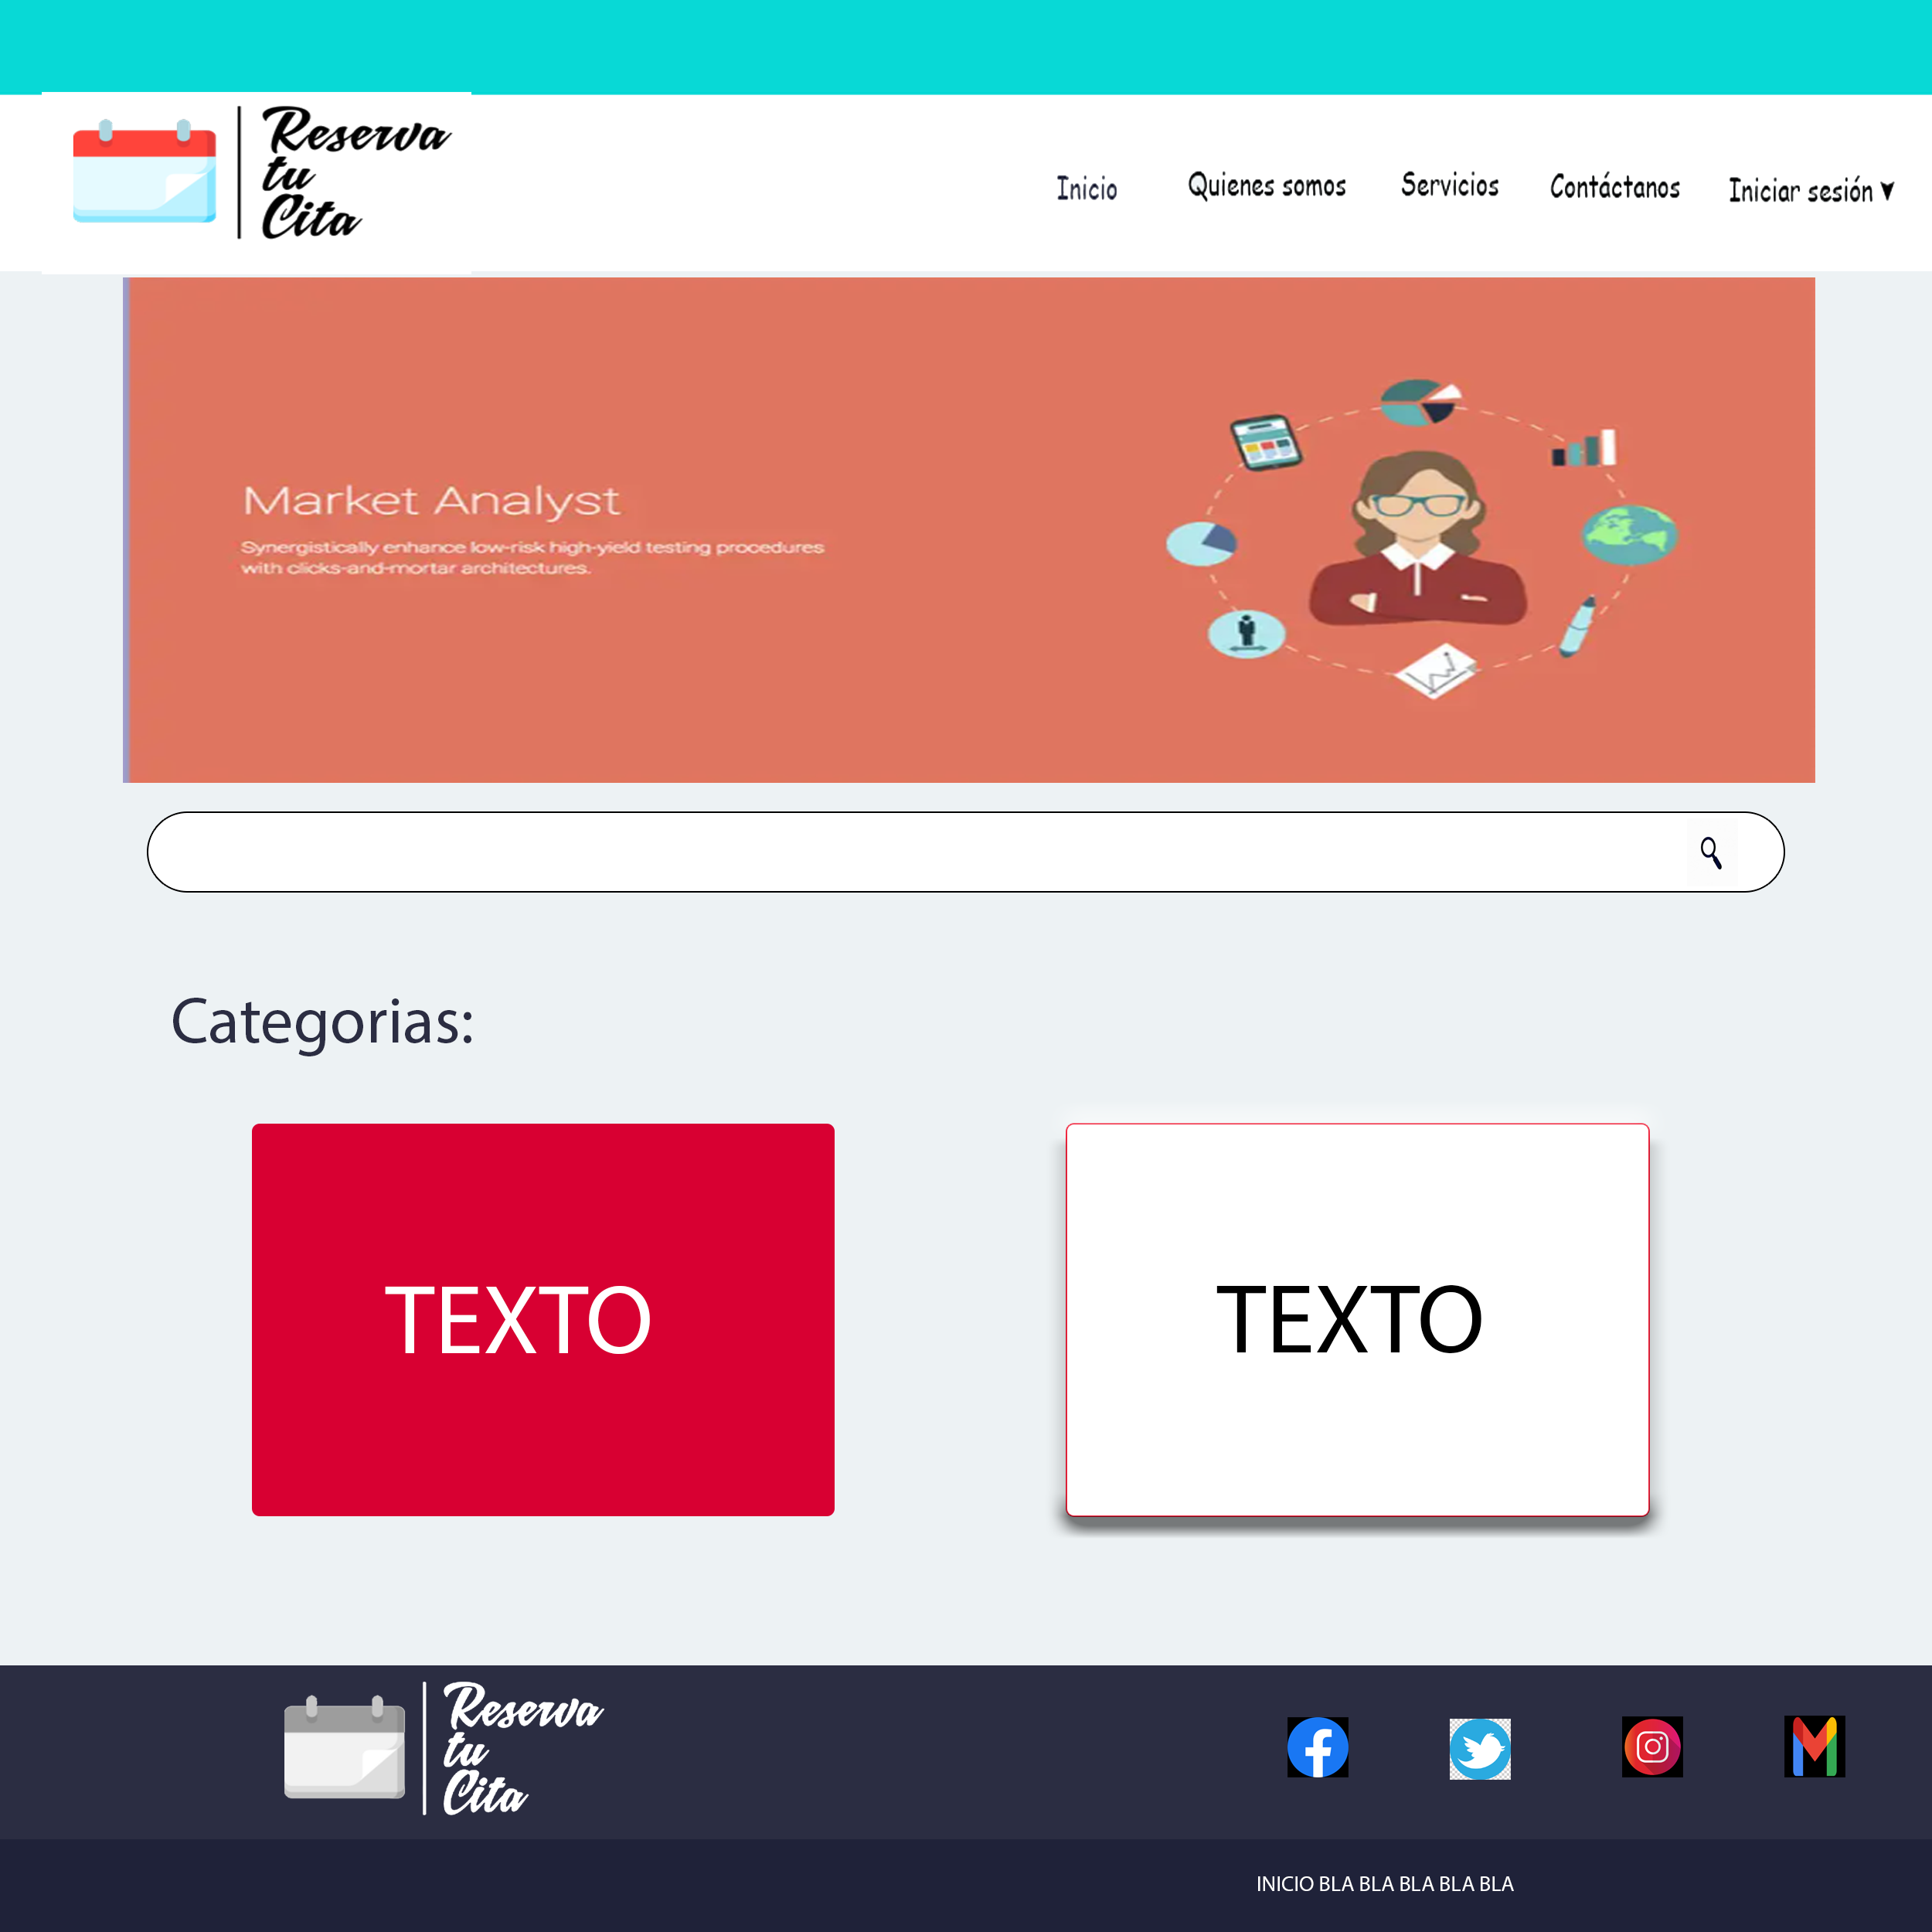 Reserva
tu
Cita
Inicio Quienes somos Servicios Contáctanos Iniciar sesión
Market Analyst
Synergistically enhance low-risk high-yield testing procedures
with clicks-and-mortar architectures.
Categorias:
TEXTO TEXTO
Reserva
tu
Cita
INICIO BLA BLA BLA BLA BLA